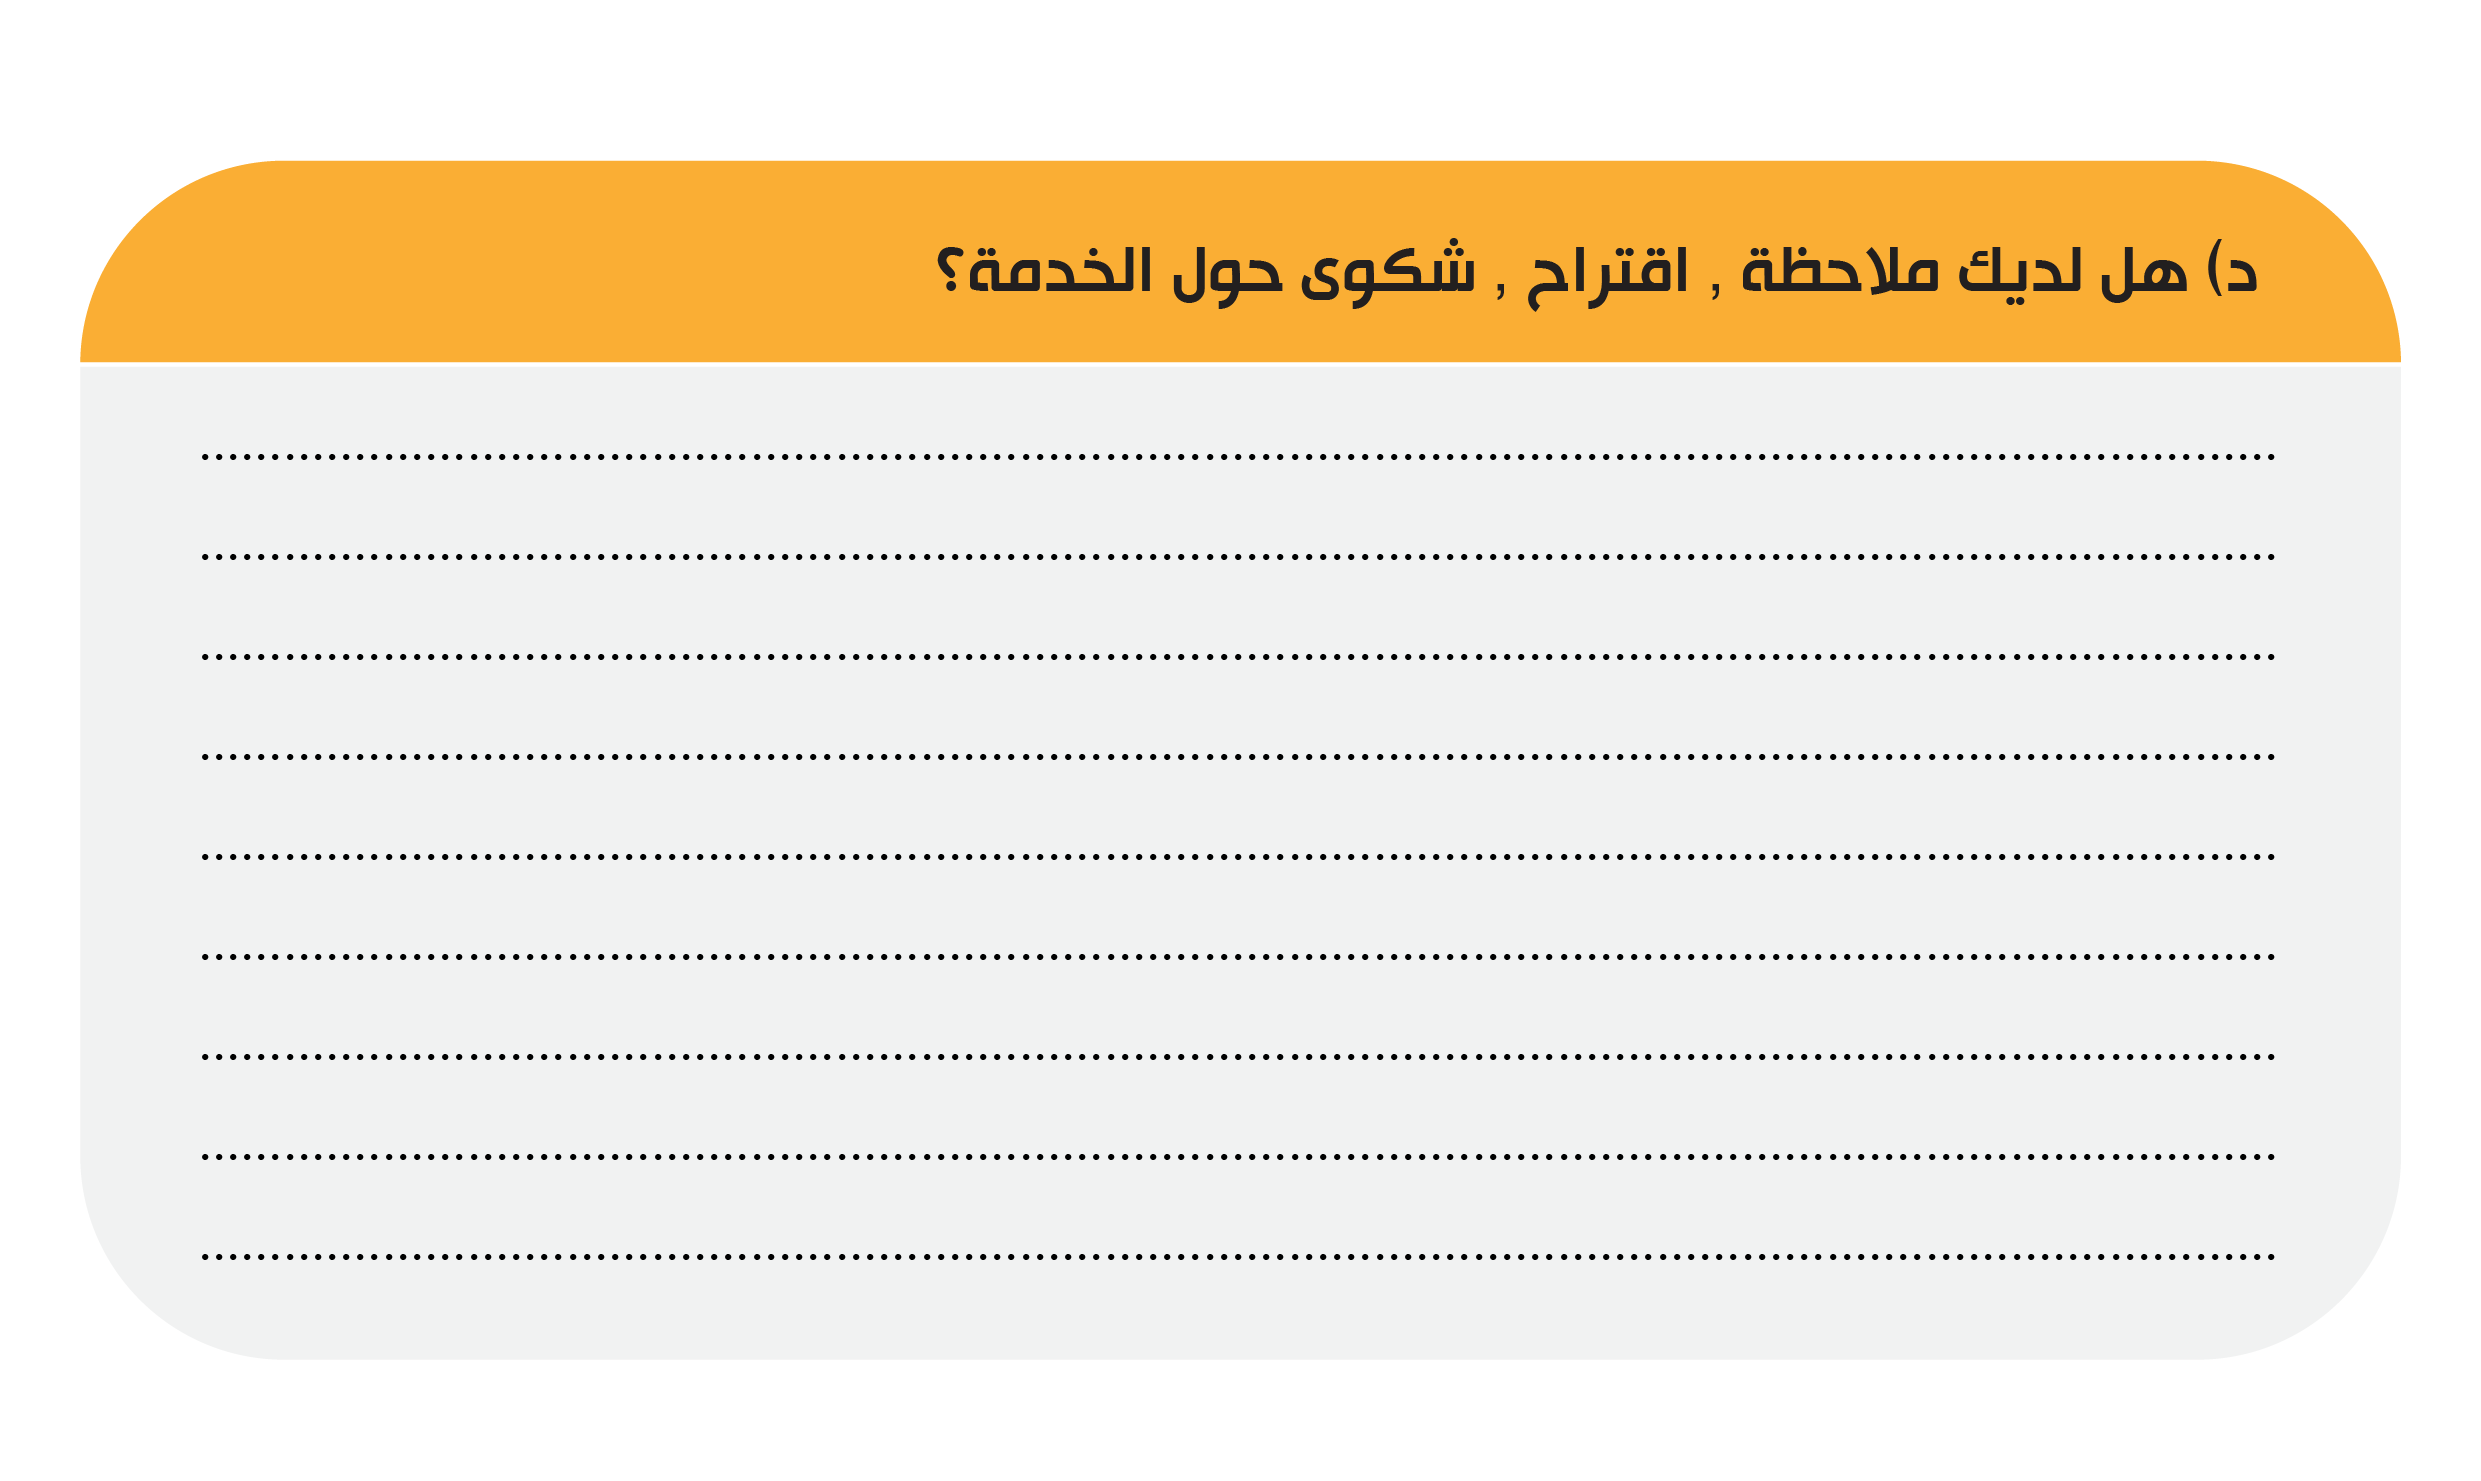 د) هل لديك ملاحظة , اقتراح , شكوى حول الخدمة؟